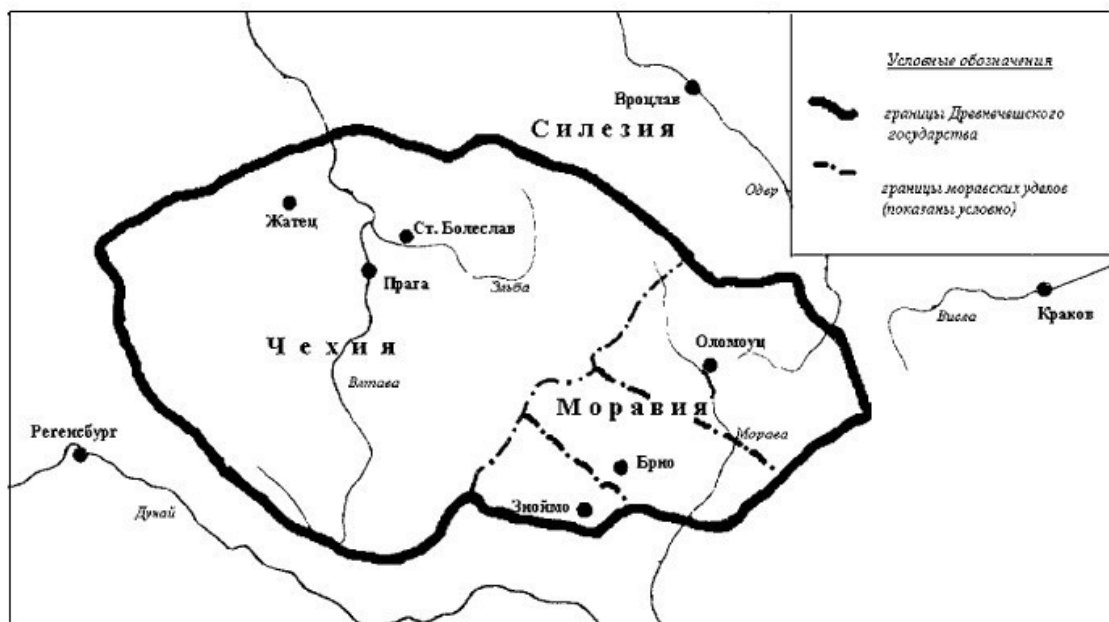 Условные обозначения
границы Древнечешского
государства
границы моравских уделов
(показаны условно)
Вроцлав
Силезия
Одер
Жатец
Ст. Болеслав
Прага
Эльба
Краков
Висла
Чехия
Оломоуц
Влтава
Моравия
Регенсбург
Морава
Брно
Зноймо
Дунай